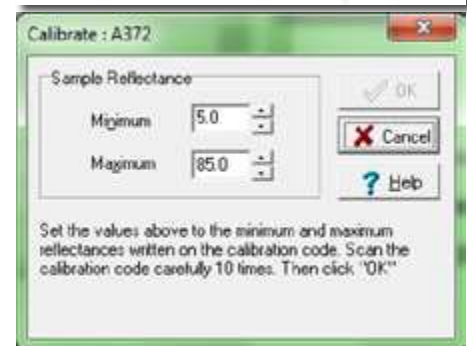 Calibrate : A372
Sample Reflectance
Minimum 5.0
Maximum 85.0
OK
Cancel
? Help
Set the values above to the minimum and maximum
reflectances written on the calibration code. Scan the
calibration code carefully 10 times. Then click "OK"